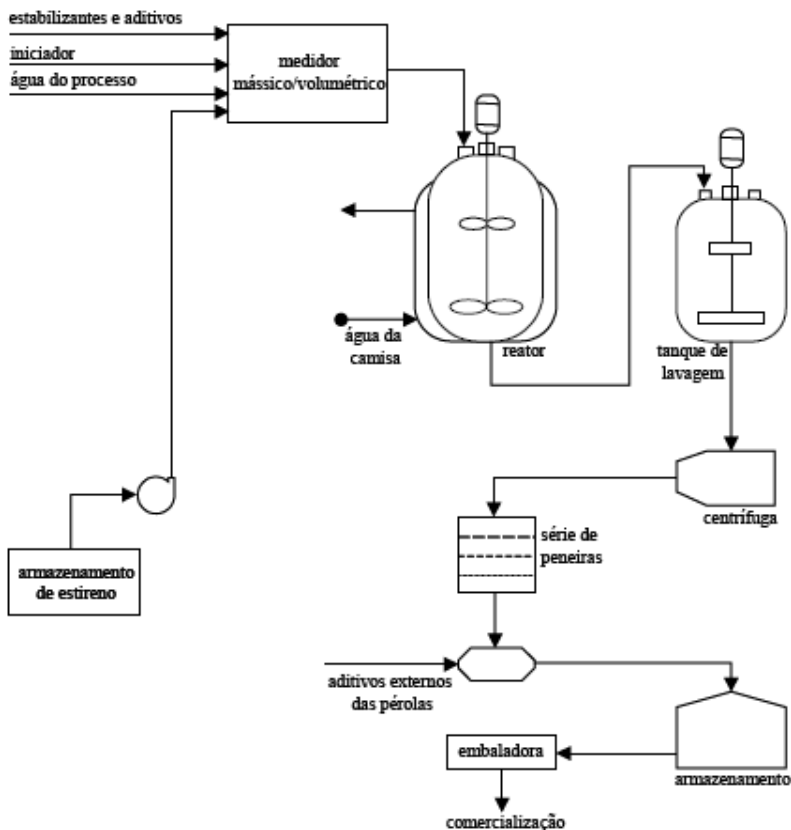 estabilizantes e aditivos
iniciador
água do processo
medidor
mássico/volumétrico
água da
camisa
reator
tanque de
lavagem
centrífuga
série de
peneiras
armazenamento
de estireno
aditivos externos
das pérolas
embaladora
armazenamento
comercialização